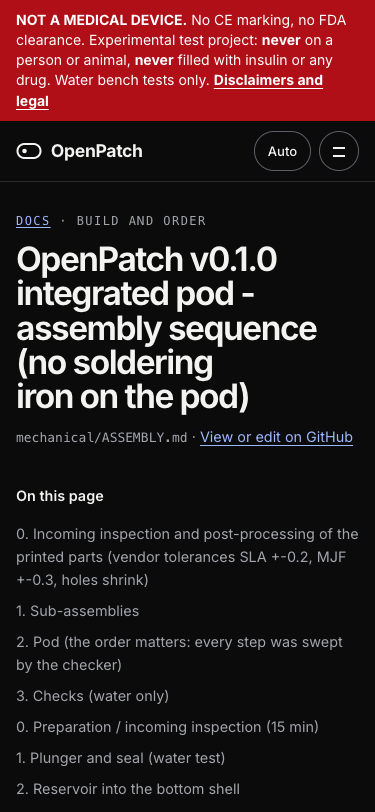 NOT A MEDICAL DEVICE. No CE marking, no FDA
clearance. Experimental test project: never on a
person or animal, never filled with insulin or any
drug. Water bench tests only. Disclaimers and
legal
OpenPatch
Auto
DOCS · BUILD AND ORDER
OpenPatch v0.1.0
integrated pod -
assembly sequence
(no soldering
iron on the pod)
mechanical/ASSEMBLY.md · View or edit on GitHub
On this page
0. Incoming inspection and post-processing of the
printed parts (vendor tolerances SLA +-0.2, MJF
+-0.3, holes shrink)
1. Sub-assemblies
2. Pod (the order matters: every step was swept
by the checker)
3. Checks (water only)
0. Preparation / incoming inspection (15 min)
1. Plunger and seal (water test)
2. Reservoir into the bottom shell